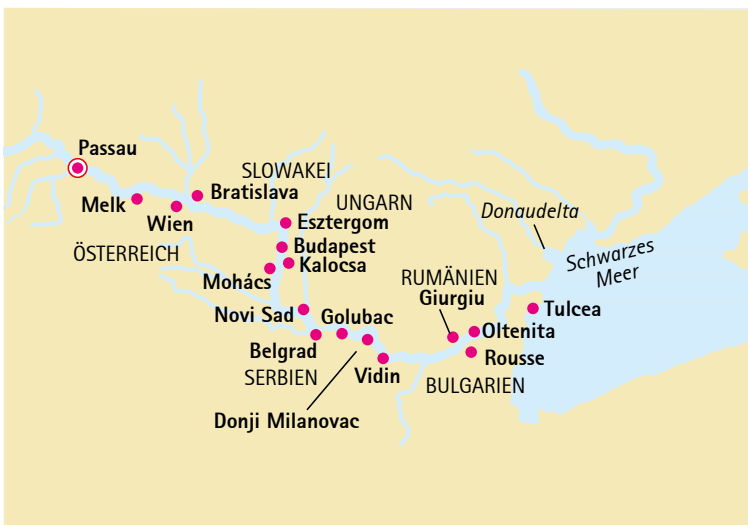 Passau
SLOWAKEI
Bratislava
Melk
Wien
UNGARN
Donaudelta
Esztergom
ÖSTERREICH
Budapest
Kalocsa
Schwarzes
Meer
Mohács
RUMÄNIEN
Giurgiu
Novi Sad
Golubac
Tulcea
Oltenita
Belgrad
Rousse
SERBIEN
Vidin
BULGARIEN
Donji Milanovac